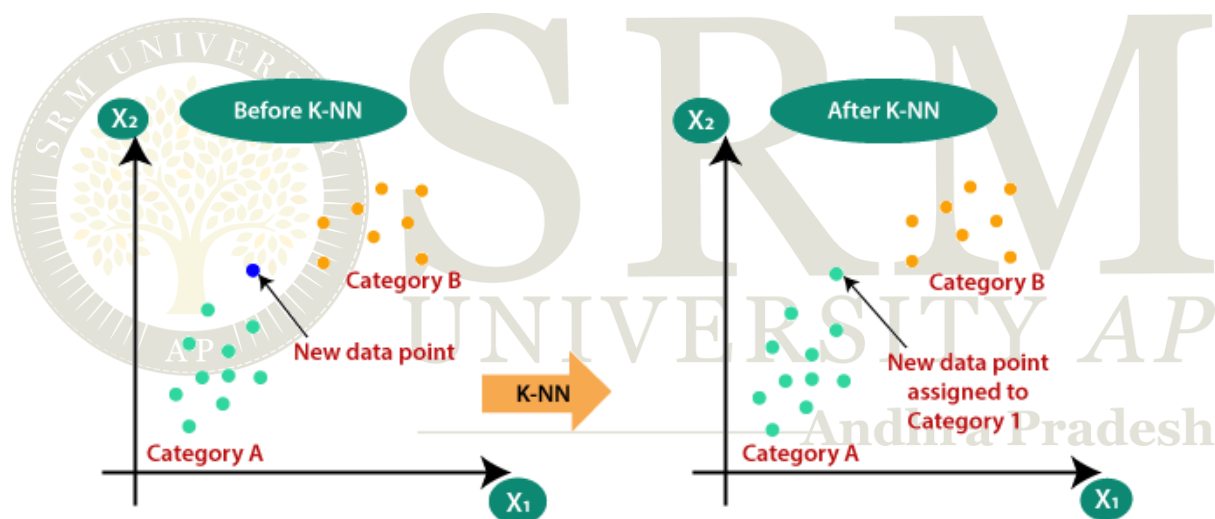 SRM UNIVERSITY
AP
SRM
UNIVERSITY AP
Andhra Pradesh
Before K-NN
X₂
Category B
New data point
Category A
X₁
K-NN
After K-NN
X₂
Category B
New data point
assigned to
Category 1
Category A
X₁